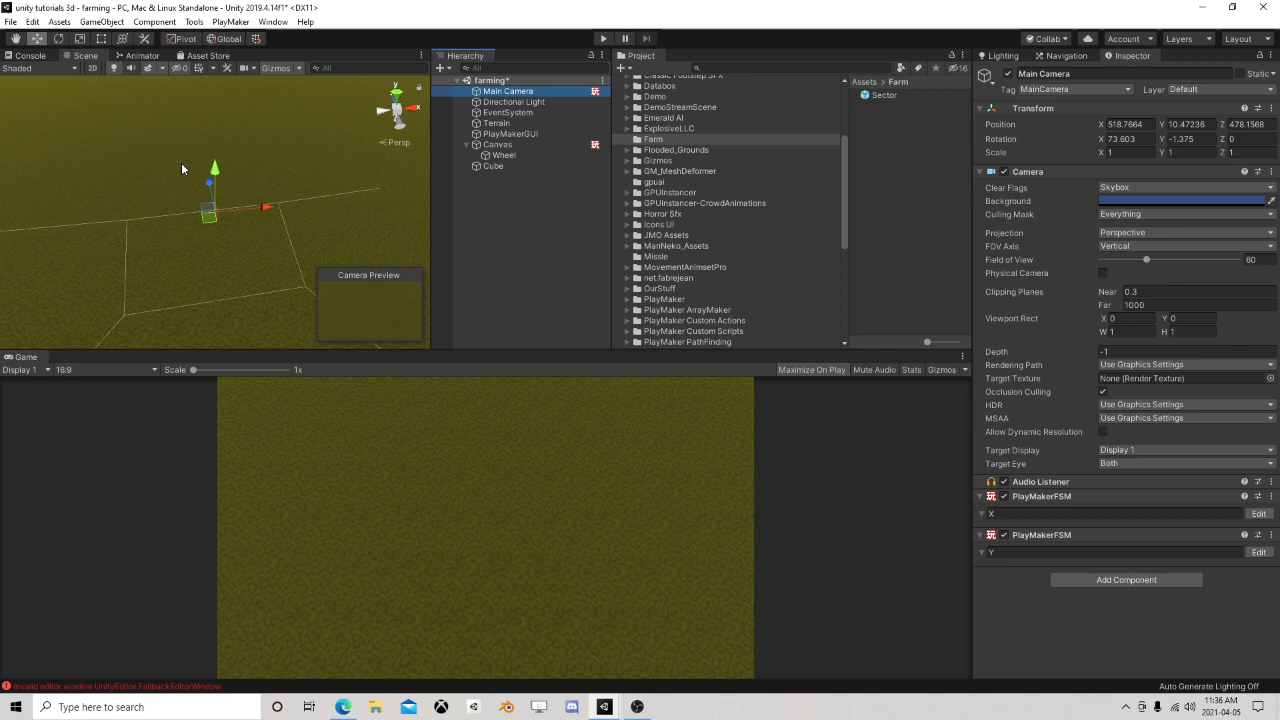 unity tutorials 3d - farming - PC, Mac & Linux Standalone - Unity 2019.4.14f1* <DX11>
File Edit Assets GameObject Component Tools PlayMaker Window Help
Pivot Global Collab Account Layers Layout
Console Scene Animator Asset Store Hierarchy Project Lighting Navigation Inspector
Shaded 2D 0 Gizmos All All 16
farming*
Main Camera
Directional Light
EventSystem
Terrain
PlayMakerGUI
Canvas
Wheel
Cube
y
x
Persp
Camera Preview
Classic Footstep SFX
Databox
Demo
DemoStreamScene
Emerald AI
ExplosiveLLC
Farm
Flooded_Grounds
Gizmos
GM_MeshDeformer
gpuai
GPUInstancer
GPUInstancer-CrowdAnimations
Horror Sfx
Icons UI
JMO Assets
ManNeko_Assets
Missle
MovementAnimsetPro
net.fabrejean
OurStuff
PlayMaker
PlayMaker ArrayMaker
PlayMaker Custom Actions
PlayMaker Custom Scripts
PlayMaker PathFinding
Assets Farm
Sector
Main Camera Static
Tag MainCamera Layer Default
Transform
Position X 518.7664 Y 10.47236 Z 478.1568
Rotation X 73.603 Y -1.375 Z 0
Scale X 1 Y 1 Z 1
Camera
Clear Flags Skybox
Background
Culling Mask Everything
Projection Perspective
FOV Axis Vertical
Field of View 60
Physical Camera
Clipping Planes Near 0.3
Far 1000
Viewport Rect X 0 Y 0
W 1 H 1
Depth -1
Rendering Path Use Graphics Settings
Target Texture None (Render Texture)
Occlusion Culling
HDR Use Graphics Settings
MSAA Use Graphics Settings
Allow Dynamic Resolution
Target Display Display 1
Target Eye Both
Audio Listener
PlayMakerFSM
X Edit
PlayMakerFSM
Y Edit
Add Component
Game
Display 1 16:9 Scale 1x Maximize On Play Mute Audio Stats Gizmos
Invalid editor window UnityEditor.FallbackEditorWindow
Auto Generate Lighting Off
Type here to search
11:36 AM
2021-04-05